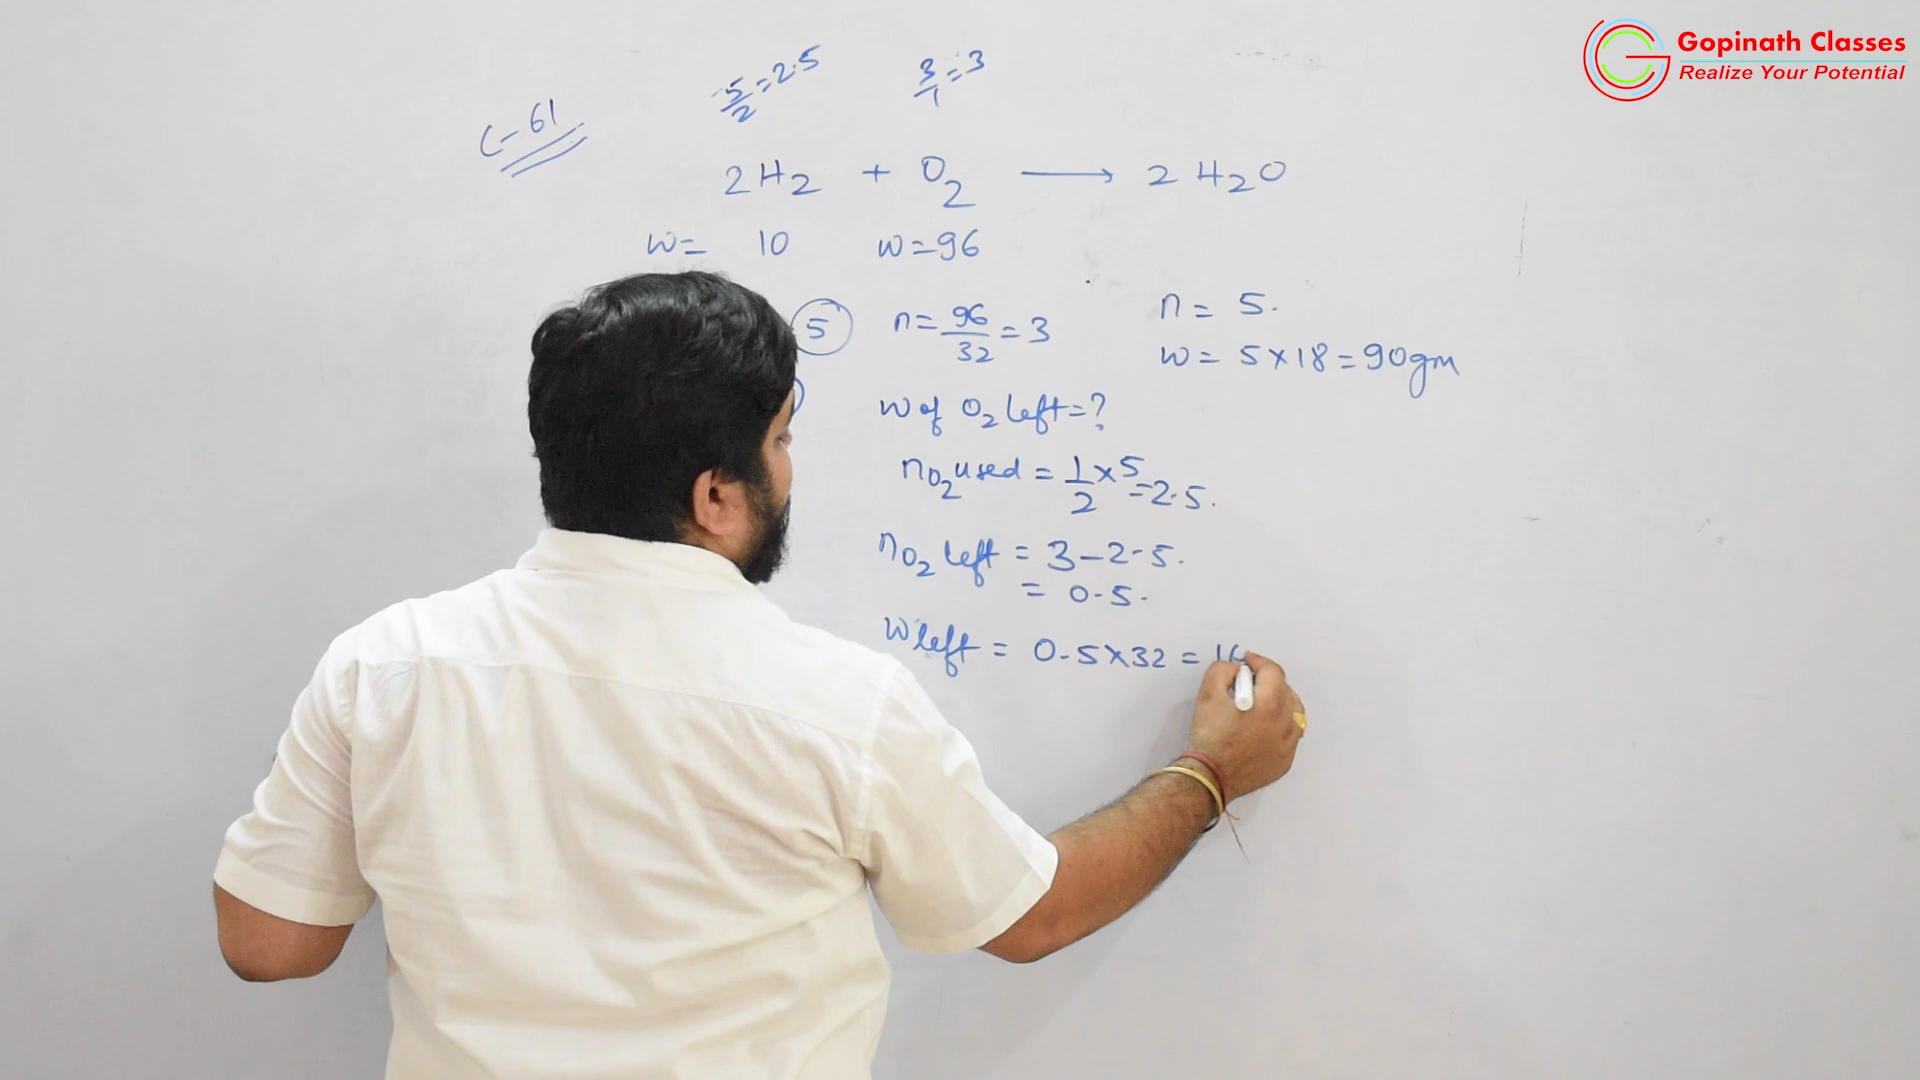 Gopinath Classes
Realize Your Potential
5/2 = 2.5 3/1 = 3
C-61
2H2 + O2 ⟶ 2 H2O
w = 10 w = 96
5 n = 96/32 = 3 n = 5.
w = 5 × 18 = 90gm
w of O2 left = ?
nO2 used = 1/2 × 5 = 2.5.
nO2 left = 3 - 2.5.
= 0.5.
w left = 0.5 × 32 = 16